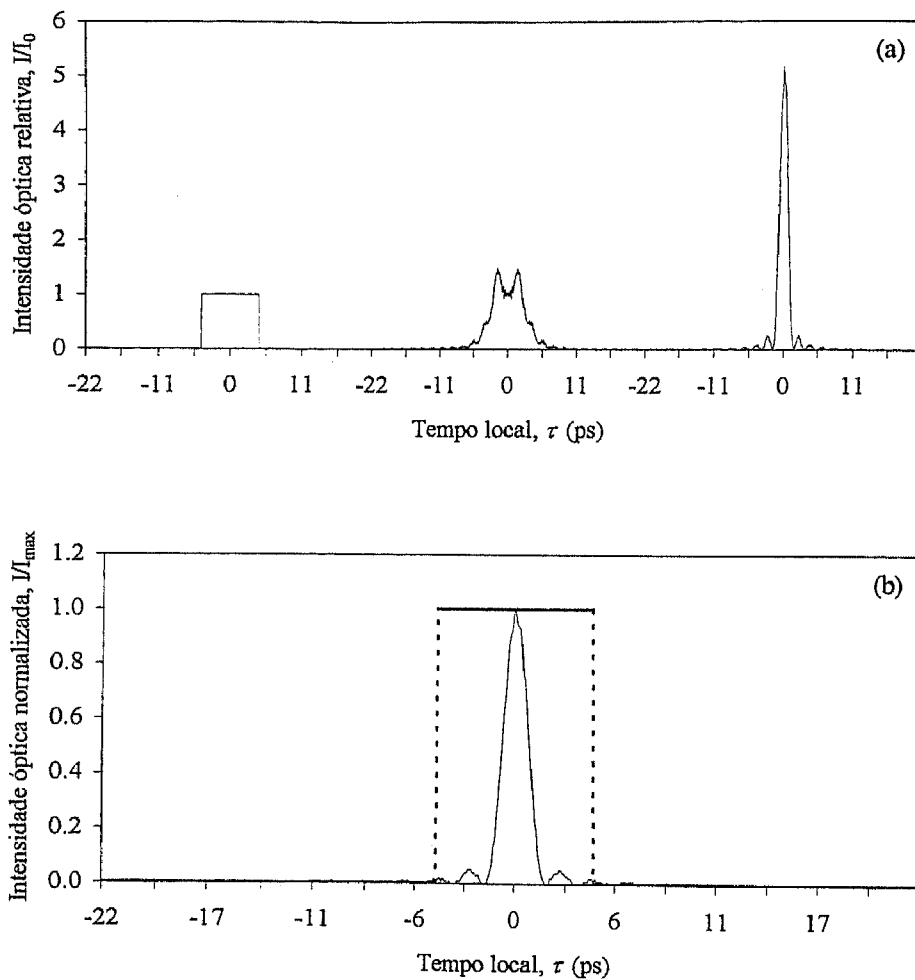 (a)
Intensidade óptica relativa, I/I0
6
5
4
3
2
1
0
-22 -11 0 11 -22 -11 0 11 -22 -11 0 11
Tempo local, τ (ps)
(b)
Intensidade óptica normalizada, I/Imax
1.2
1.0
0.8
0.6
0.4
0.2
0.0
-22 -17 -11 -6 0 6 11 17
Tempo local, τ (ps)